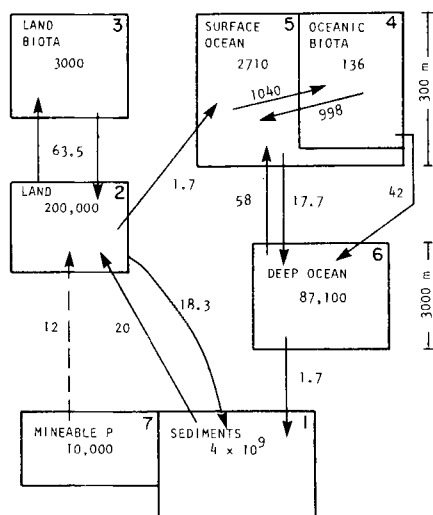 LAND 3
BIOTA
3000
SURFACE 5
OCEAN
2710
OCEANIC 4
BIOTA
136
1040
998
300 m
63.5
LAND 2
200,000
1.7
58
17.7
42
DEEP OCEAN 6
87,100
3000 m
18.3
12
20
1.7
MINEABLE P 7
10,000
SEDIMENTS 1
4 x 10⁹